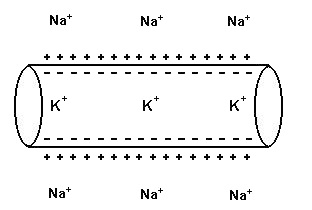 Na⁺ Na⁺ Na⁺
+ + + + + + + + + + + + + + + +
− − − − − − − − − − − − − − − −
K⁺ K⁺ K⁺
− − − − − − − − − − − − − − − −
+ + + + + + + + + + + + + + + +
Na⁺ Na⁺ Na⁺